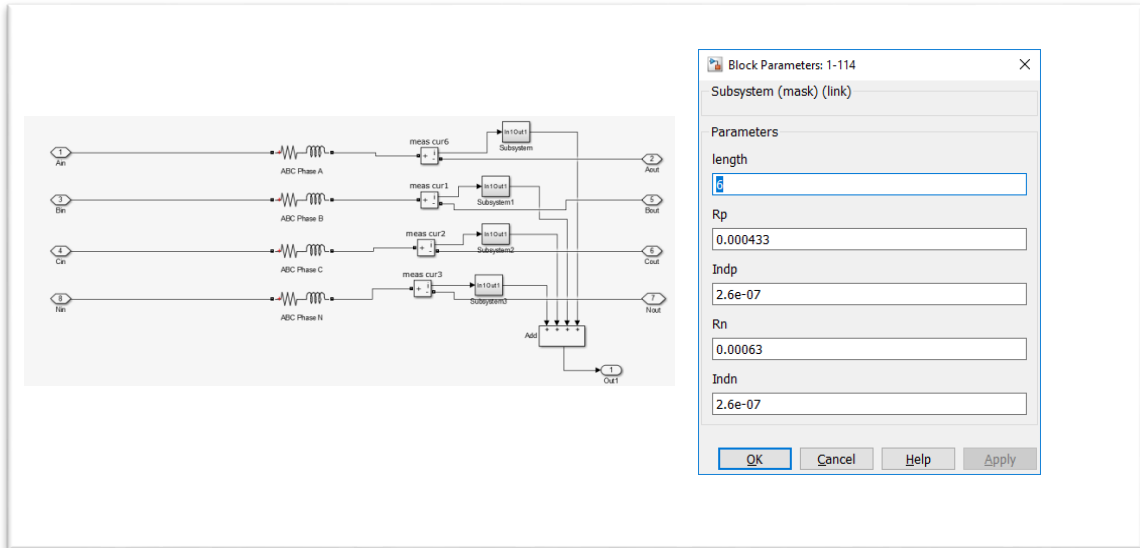 meas cur6
In1Out1
Subsystem
1
Ain
ABC Phase A
i
+
-
2
Aout
meas cur1
In1Out1
Subsystem1
3
Bin
ABC Phase B
i
+
-
5
Bout
meas cur2
In1Out1
Subsystem2
4
Cin
ABC Phase C
i
+
-
6
Cout
meas cur3
In1Out1
Subsystem3
8
Nin
ABC Phase N
i
+
-
7
Nout
Add
+ + + +
1
Out1
Block Parameters: 1-114
Subsystem (mask) (link)
Parameters
length
6
Rp
0.000433
Indp
2.6e-07
Rn
0.00063
Indn
2.6e-07
OK Cancel Help Apply